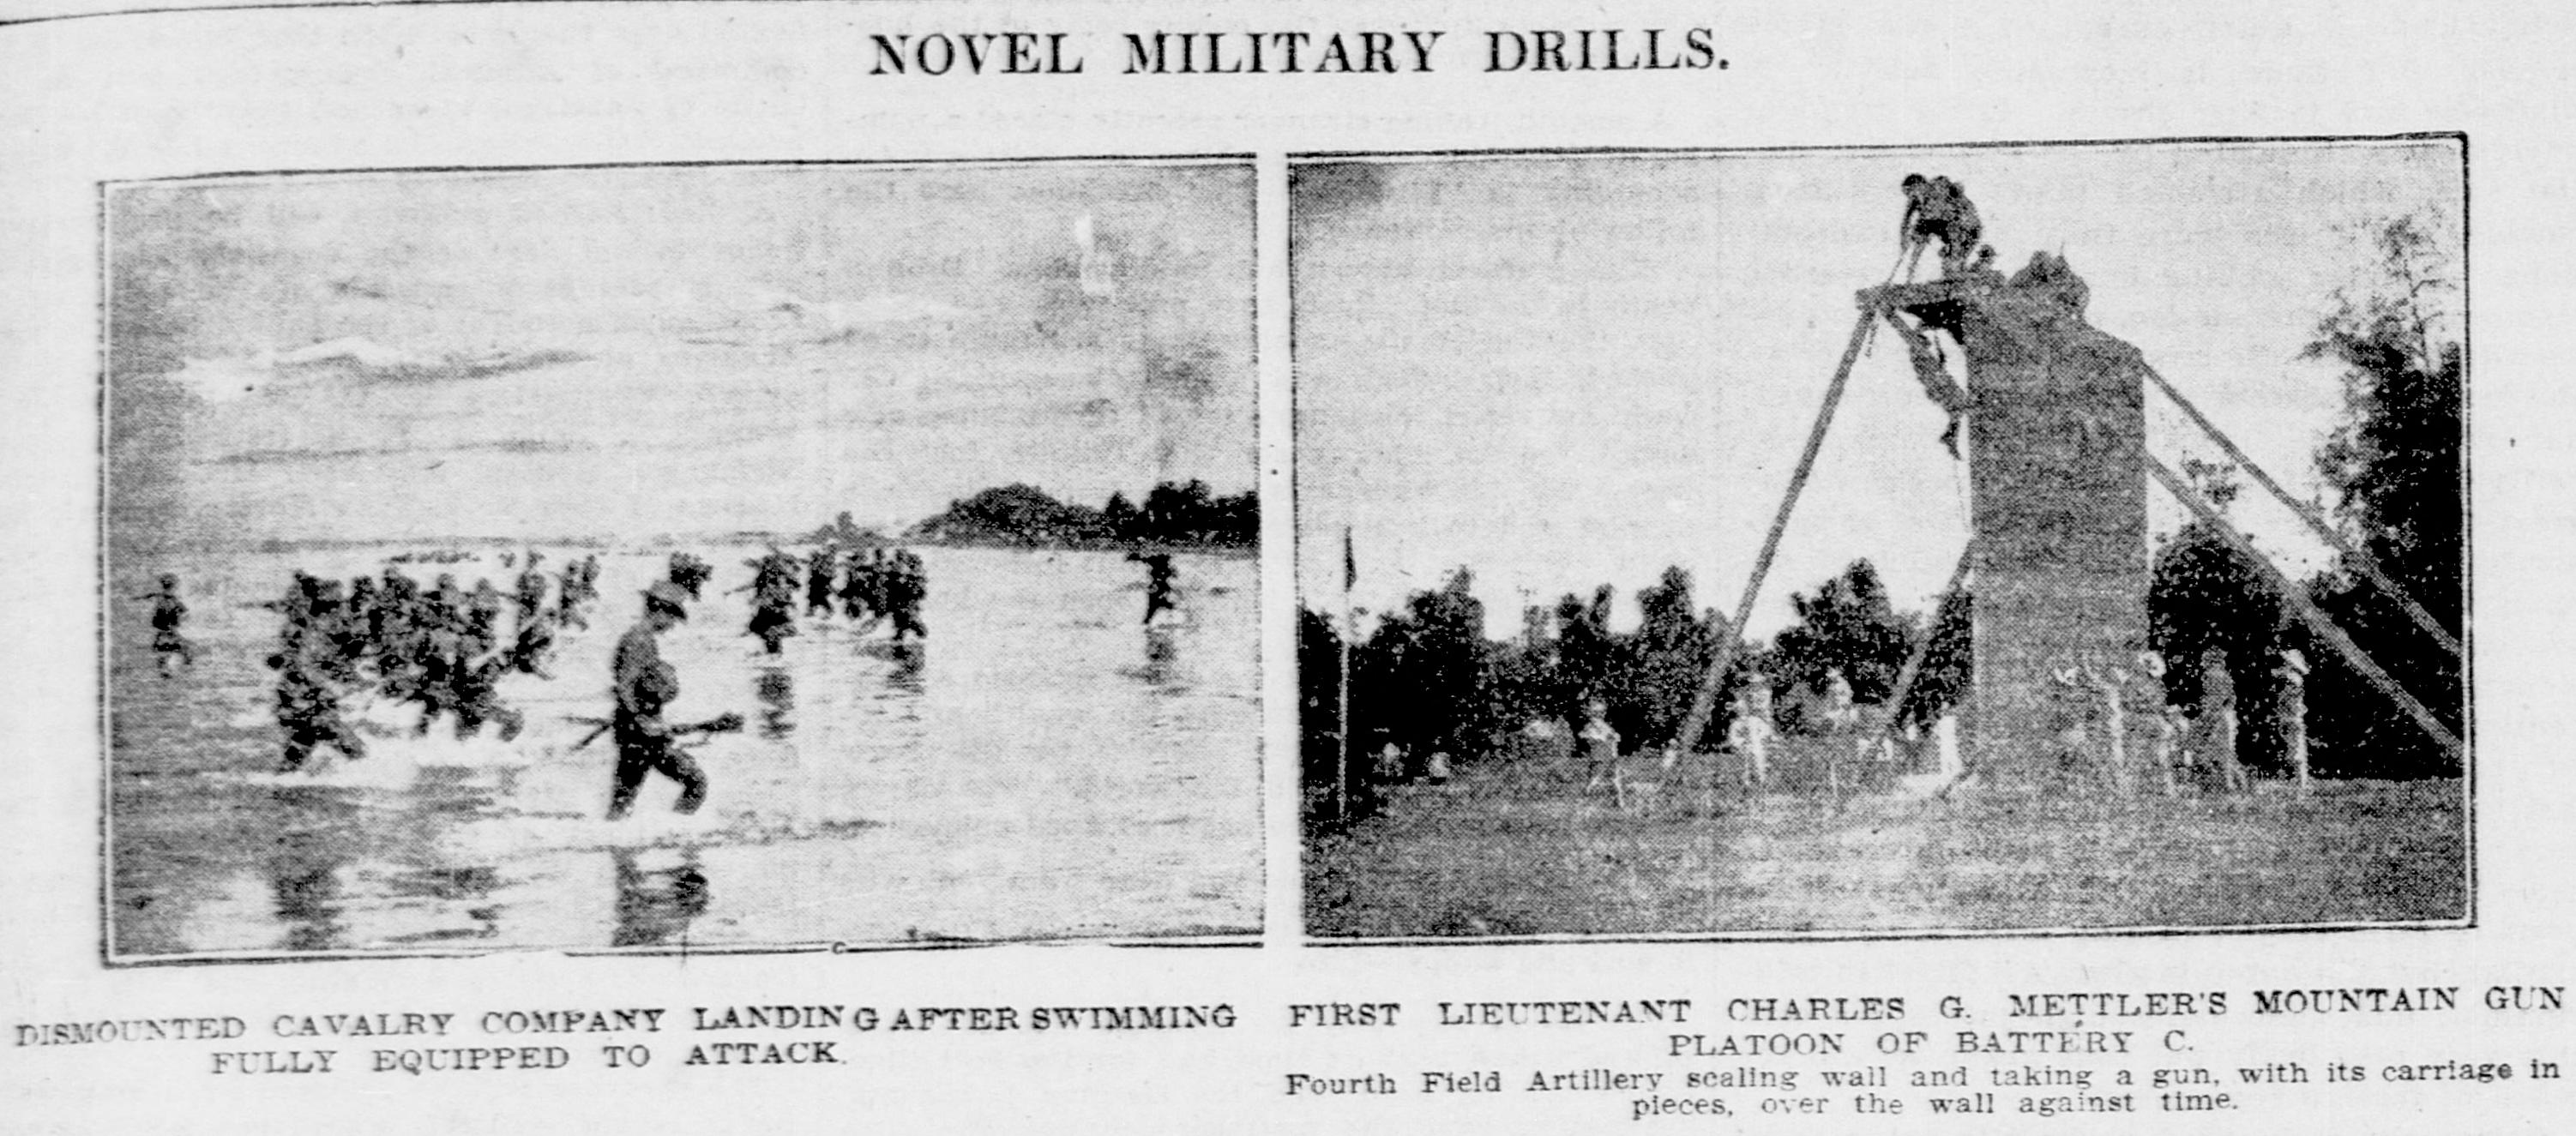 NOVEL MILITARY DRILLS.
DISMOUNTED CAVALRY COMPANY LANDING AFTER SWIMMING
FULLY EQUIPPED TO ATTACK.
FIRST LIEUTENANT CHARLES G. METTLER'S MOUNTAIN GUN
PLATOON OF BATTERY C.
Fourth Field Artillery scaling wall and taking a gun, with its carriage in
pieces, over the wall against time.